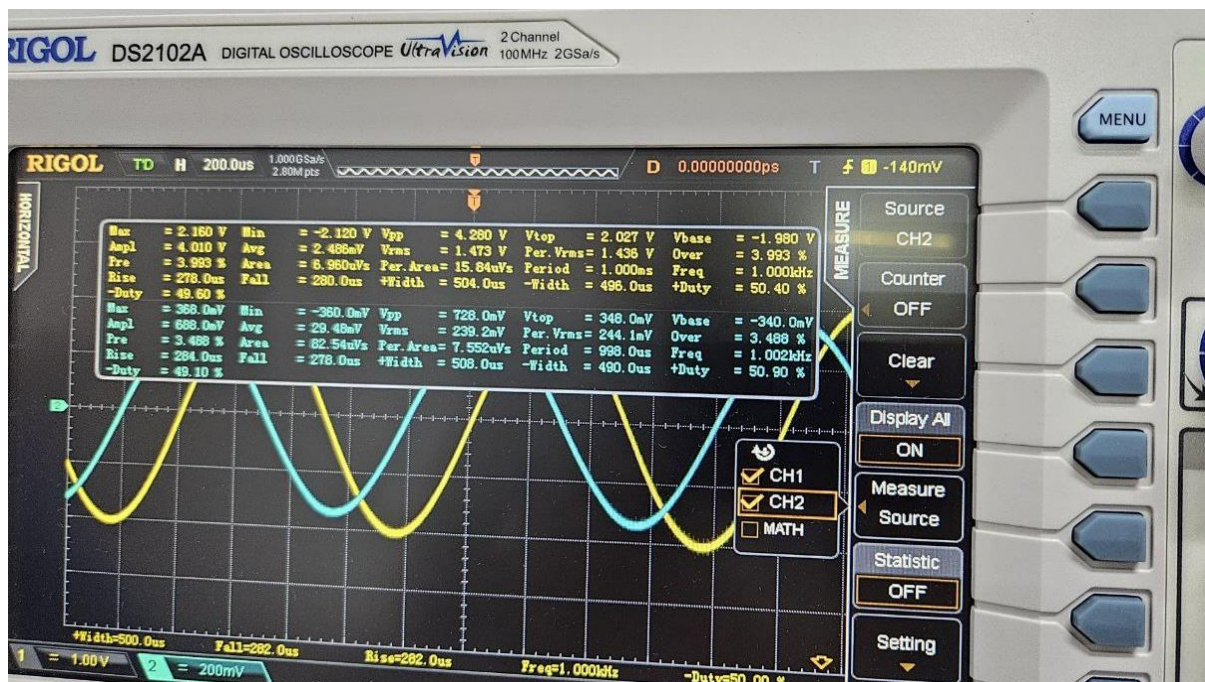 RIGOL DS2102A DIGITAL OSCILLOSCOPE UltraVision 2 Channel 100MHz 2GSa/s
MENU
RIGOL T'D H 200.0us 1.000GSa/s 2.80Mpts D 0.00000000ps T 1 -140mV
HORIZONTAL
MEASURE
Max = 2.160 V Min = -2.120 V Vpp = 4.280 V Vtop = 2.027 V Vbase = -1.980 V
Ampl = 4.010 V Avg = 2.486mV Vrms = 1.473 V Per.Vrms= 1.436 V Over = 3.993 %
Pre = 3.993 % Area = 6.960uVs Per.Area= 15.84uVs Period = 1.000ms Freq = 1.000kHz
Rise = 278.0us Fall = 280.0us +Width = 504.0us -Width = 496.0us +Duty = 50.40 %
-Duty = 49.60 %
Max = 368.0mV Min = -360.0mV Vpp = 728.0mV Vtop = 348.0mV Vbase = -340.0mV
Ampl = 688.0mV Avg = 29.48mV Vrms = 239.2mV Per.Vrms= 244.1mV Over = 3.488 %
Pre = 3.488 % Area = 82.54uVs Per.Area= 7.552uVs Period = 998.0us Freq = 1.002kHz
Rise = 284.0us Fall = 278.0us +Width = 508.0us -Width = 490.0us +Duty = 50.90 %
-Duty = 49.10 %
Source
CH2
Counter
OFF
Clear
Display All
ON
Measure
Source
Statistic
OFF
Setting
2
CH1
CH2
MATH
+Width=500.0us Fall=282.0us Rise=282.0us Freq=1.000kHz -Duty=50.00 %
1 = 1.00V 2 = 200mV